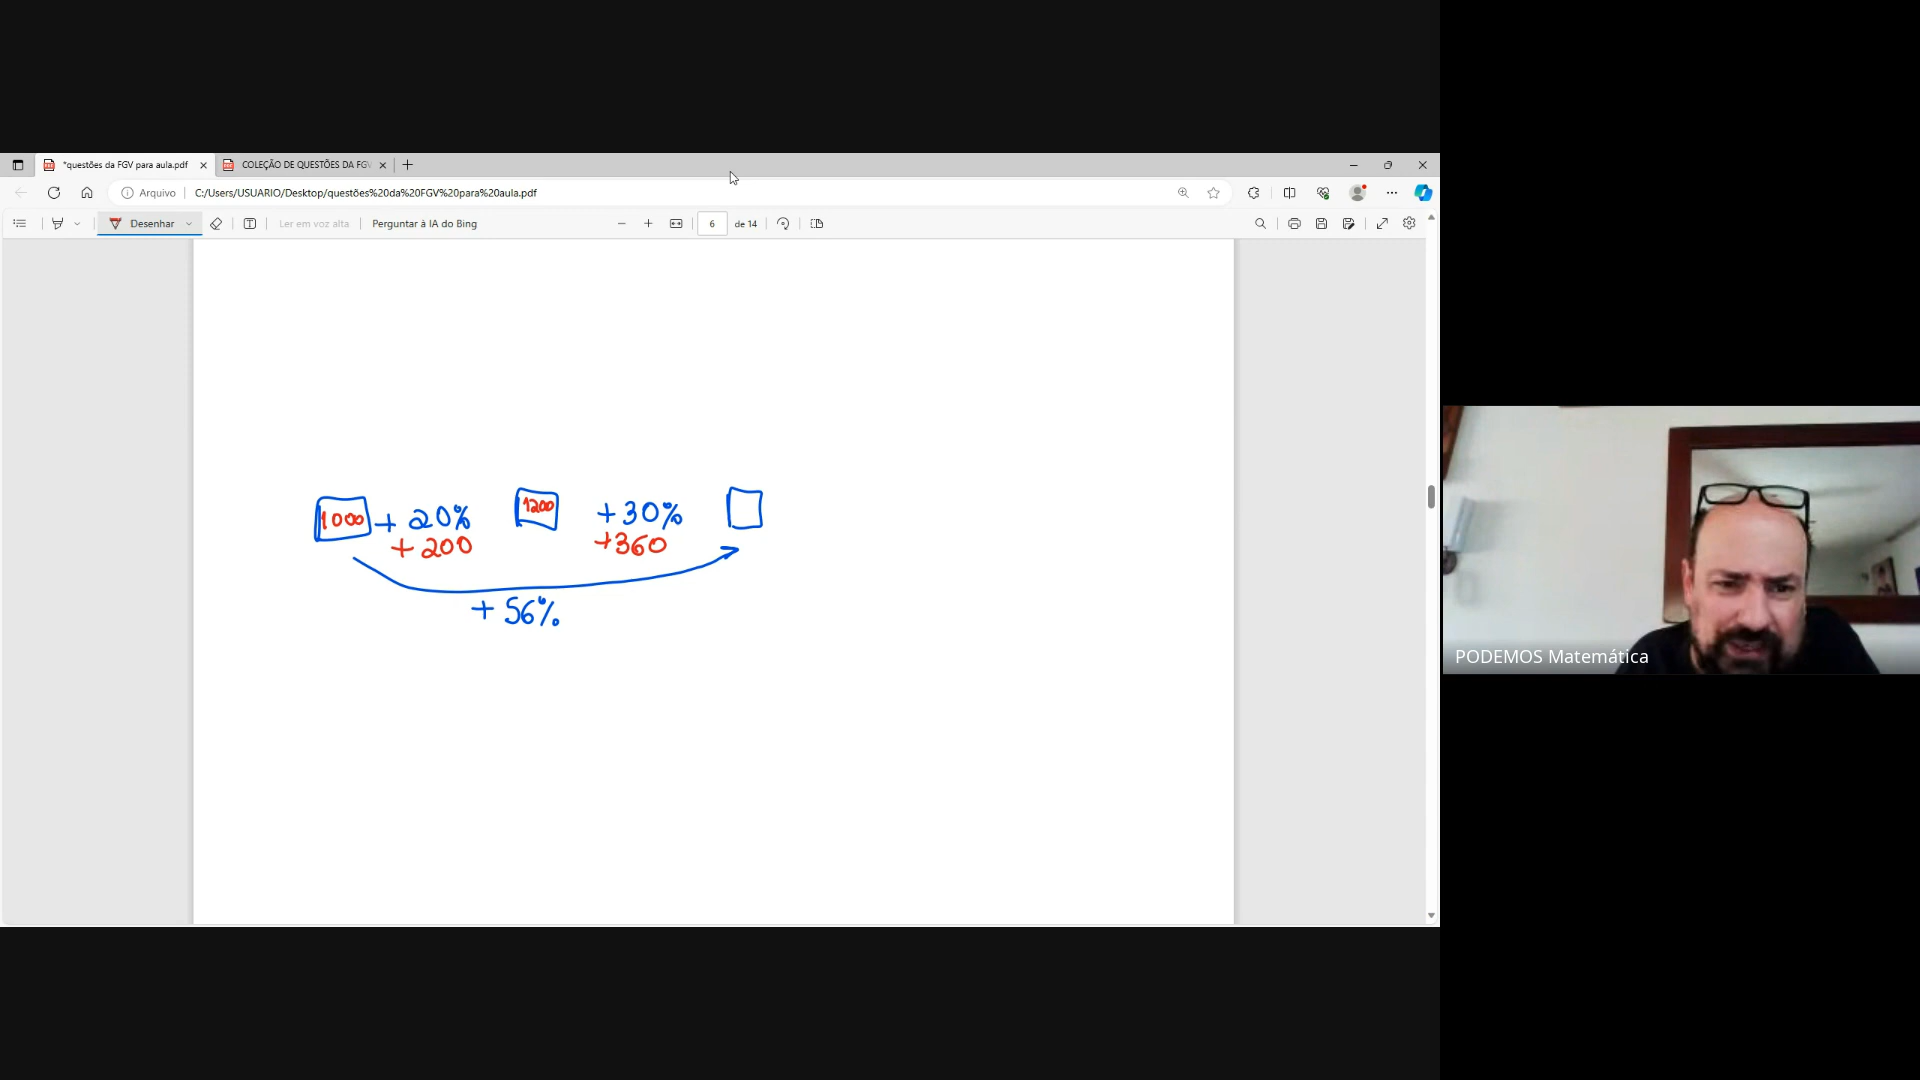 *questões da FGV para aula.pdf
COLEÇÃO DE QUESTÕES DA FGV
Arquivo
C:/Users/USUARIO/Desktop/questões%20da%20FGV%20para%20aula.pdf
Desenhar
Ler em voz alta
Perguntar à IA do Bing
6 de 14
1000 + 20% 1200 +30%
+ 200 +360
+ 56%
PODEMOS Matemática